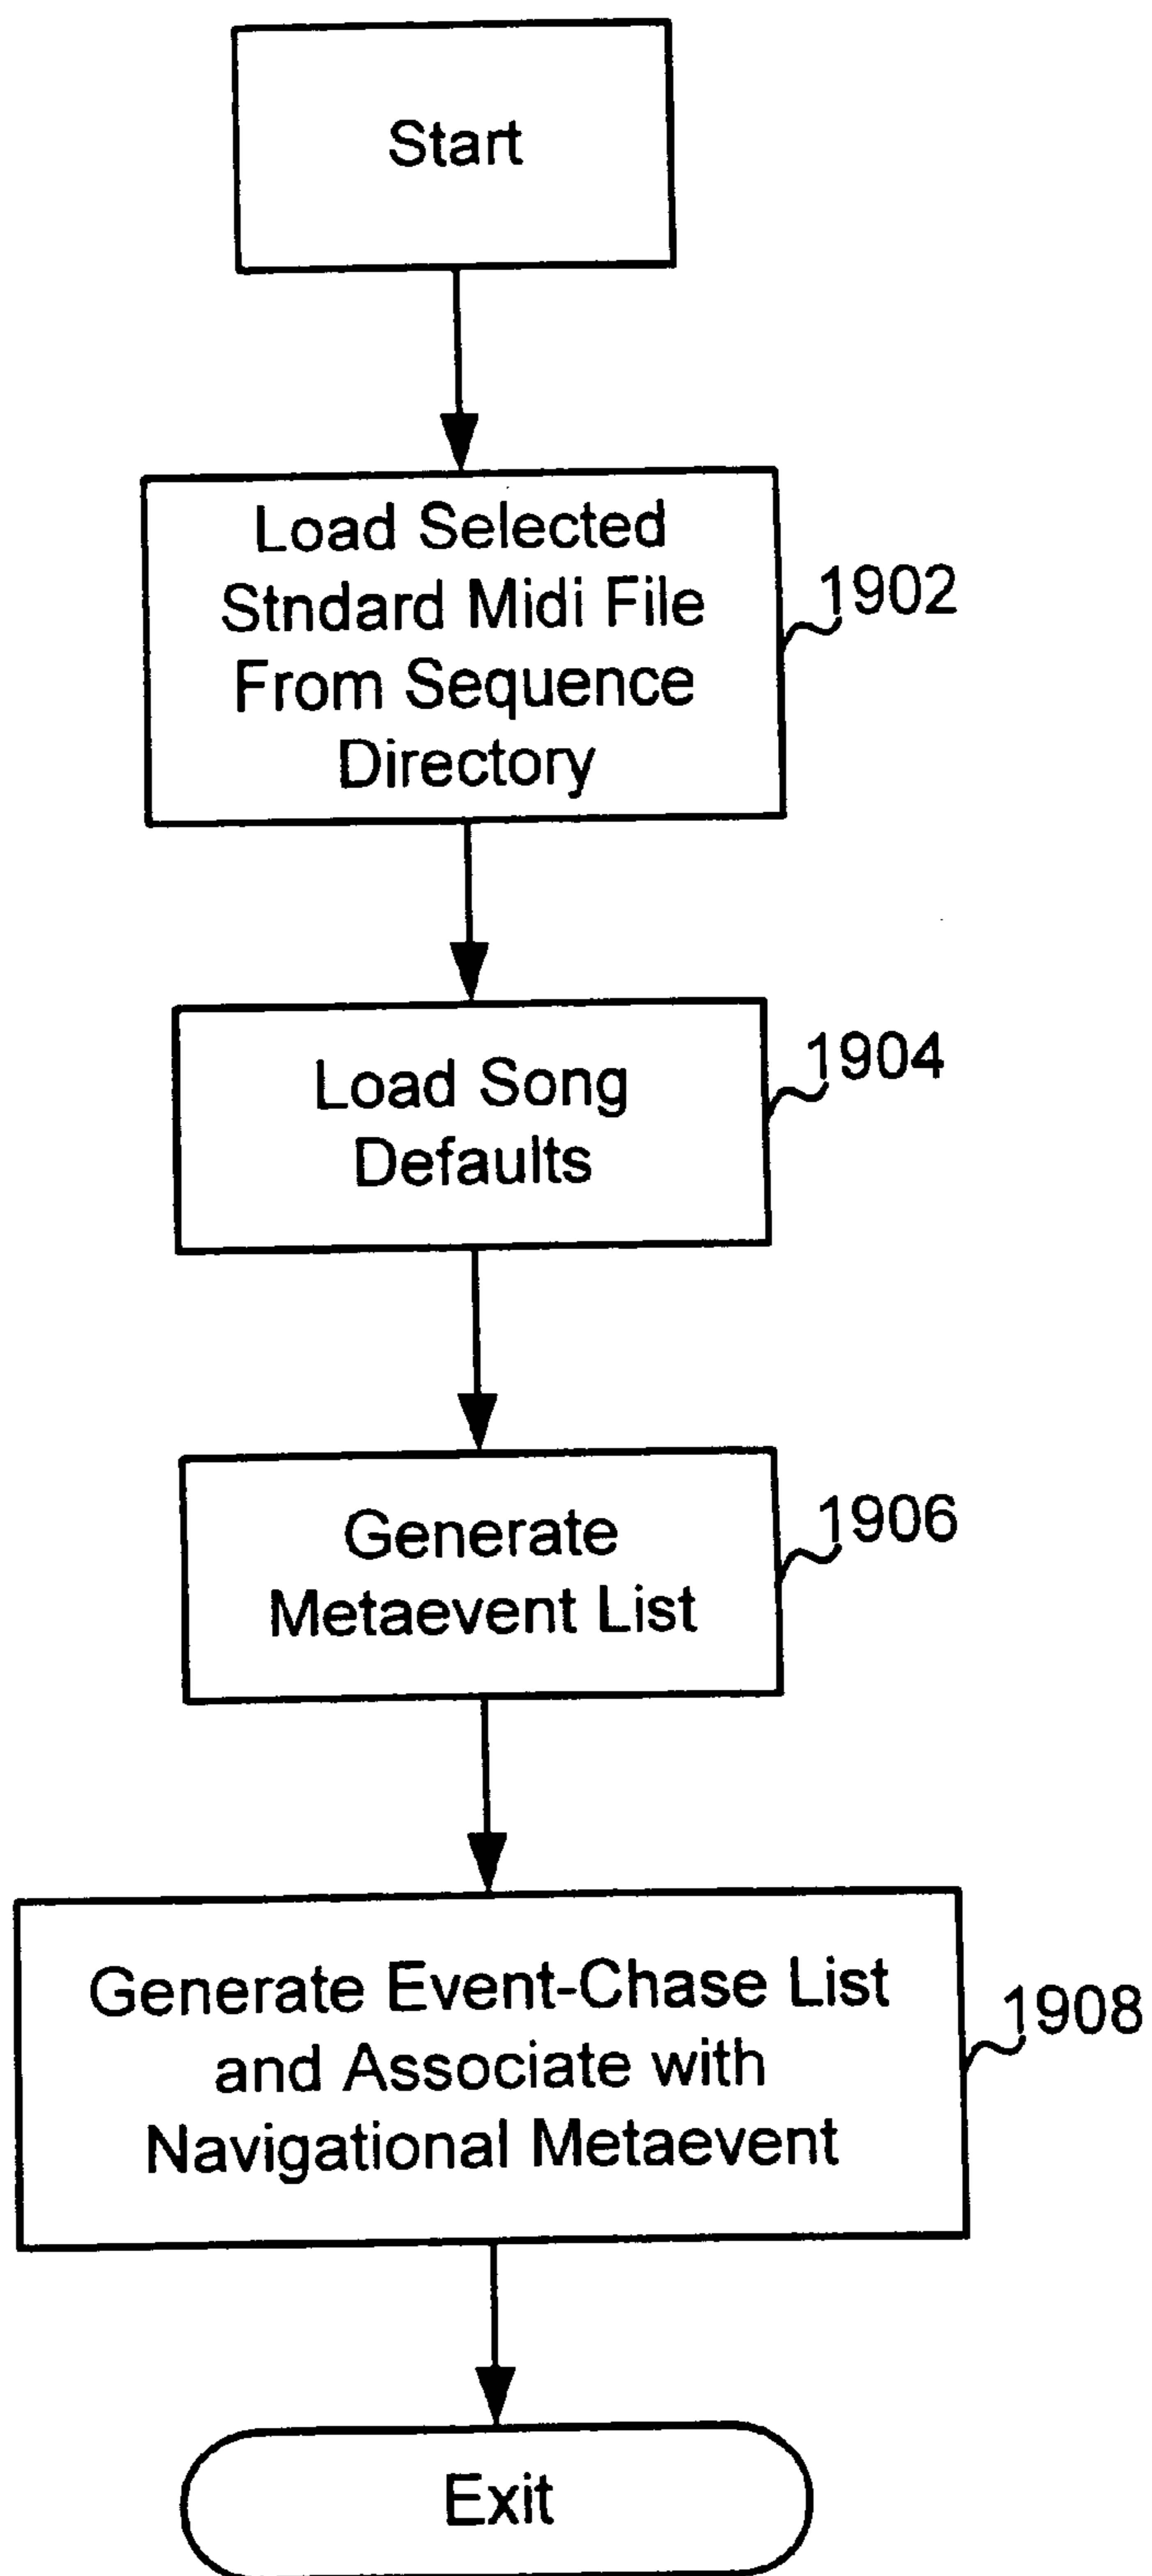 Start
Load Selected
Stndard Midi File
From Sequence
Directory
1902
Load Song
Defaults
1904
Generate
Metaevent List
1906
Generate Event-Chase List
and Associate with
Navigational Metaevent
1908
Exit